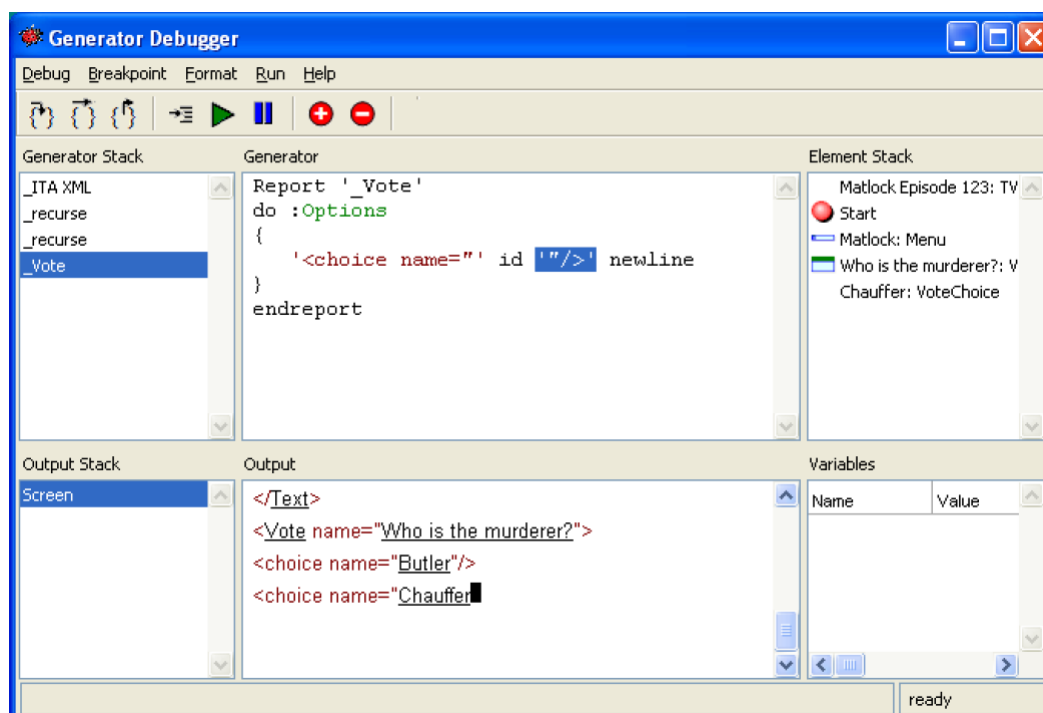 Generator Debugger
Debug Breakpoint Format Run Help
Generator Stack
_ITA XML
_recurse
_recurse
_Vote
Generator
Report '_Vote'
do :Options
{
'<choice name="' id '"/>' newline
}
endreport
Element Stack
Matlock Episode 123: TV
Start
Matlock: Menu
Who is the murderer?: V
Chauffer: VoteChoice
Output Stack
Screen
Output
</Text>
<Vote name="Who is the murderer?">
<choice name="Butler"/>
<choice name="Chauffer
Variables
Name Value
ready